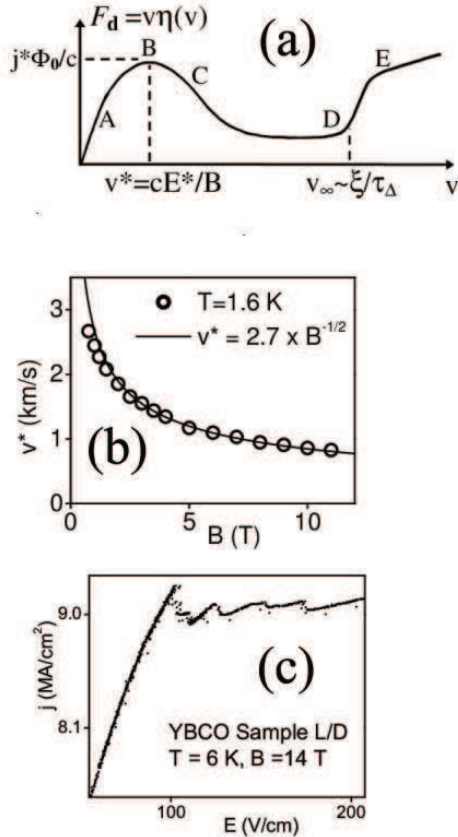 F_d = vη(v)
(a)
j*Φ₀/c
B
E
A
C
D
v*=cE*/B
v∞~ξ/τ_Δ
v
3
2
1
0
v* (km/s)
T=1.6 K
v* = 2.7 x B^-1/2
(b)
0
5
10
B (T)
9.0
8.1
j (MA/cm²)
(c)
YBCO Sample L/D
T = 6 K, B =14 T
100
200
E (V/cm)